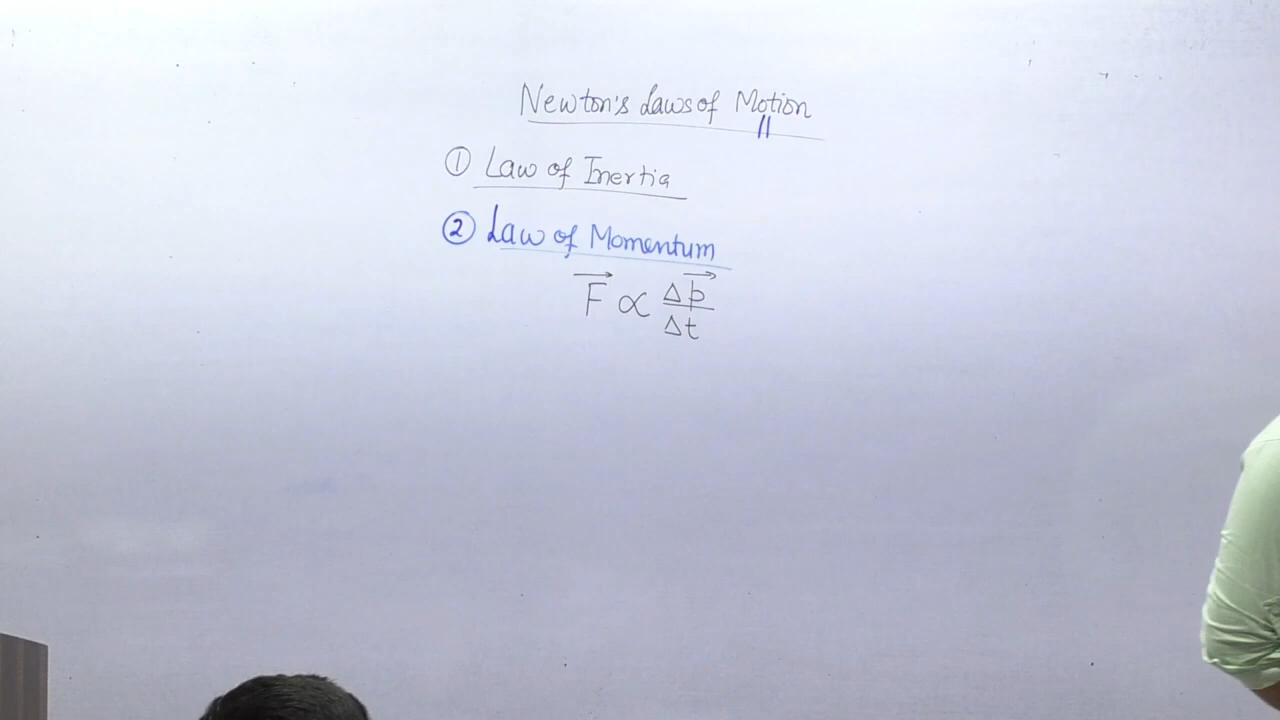 Newton's Laws of Motion
① Law of Inertia
② Law of Momentum
F⃗ ∝ Δp⃗/Δt